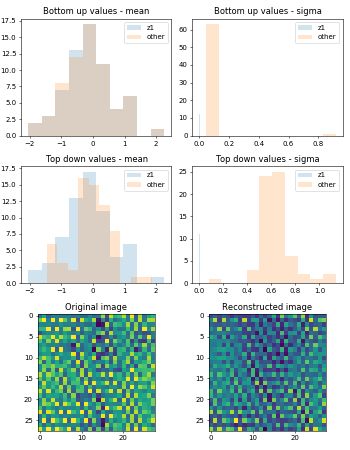 Bottom up values - mean
17.5
15.0
12.5
10.0
7.5
5.0
2.5
0.0
−2 −1 0 1 2
z1
other
Bottom up values - sigma
60
50
40
30
20
10
0
0.0 0.2 0.4 0.6 0.8
z1
other
Top down values - mean
17.5
15.0
12.5
10.0
7.5
5.0
2.5
0.0
−2 −1 0 1 2
z1
other
Top down values - sigma
25
20
15
10
5
0
0.0 0.2 0.4 0.6 0.8 1.0
z1
other
Original image
0
5
10
15
20
25
0 10 20
Reconstructed image
0
5
10
15
20
25
0 10 20